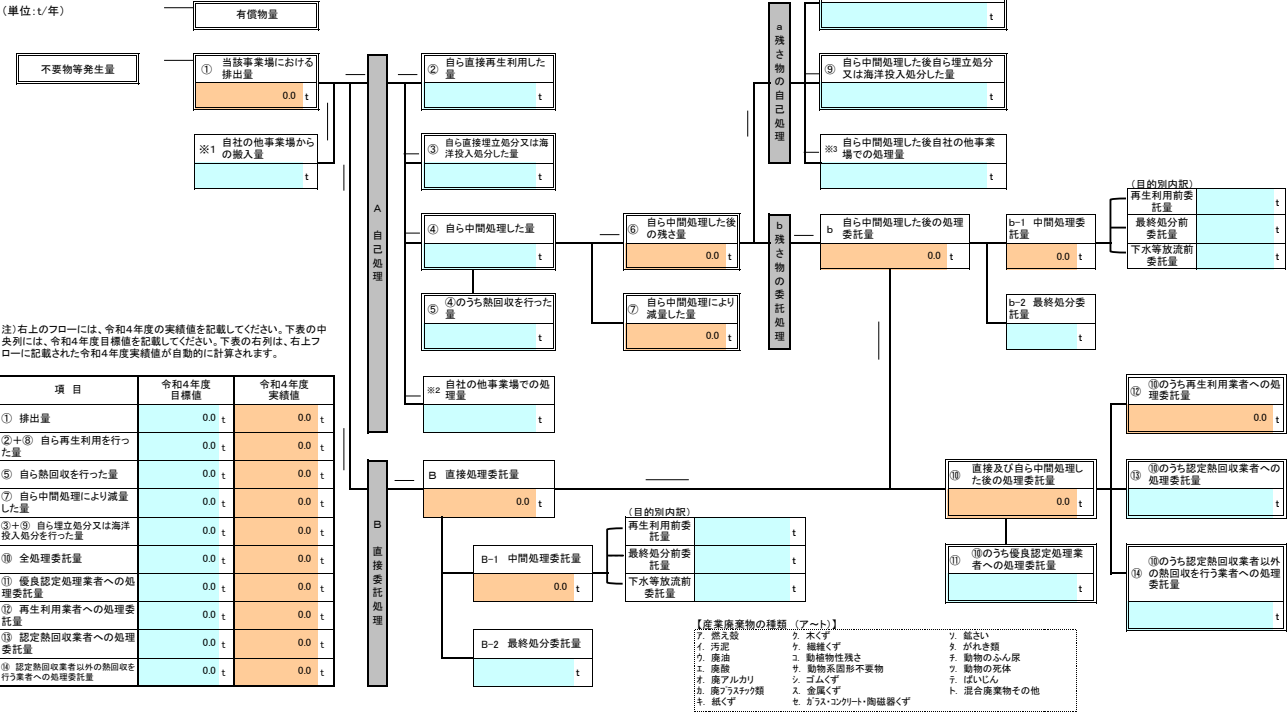 (単位:t/年)
有償物量
t
不要物等発生量
① 当該事業場における
排出量
0.0 t
※1 自社の他事業場から
の搬入量
t
A 自己処理
② 自ら直接再生利用した
量
t
③ 自ら直接埋立処分又は海
洋投入処分した量
t
④ 自ら中間処理した量
t
⑤ ④のうち熱回収を行った
量
t
※2 自社の他事業場での処
理量
t
⑥ 自ら中間処理した後
の残さ量
0.0 t
⑦ 自ら中間処理により
減量した量
t
a 残さ物の自己処理
⑨ 自ら中間処理した後自ら埋立処分
又は海洋投入処分した量
t
※3 自ら中間処理した後自社の他事業
場での処理量
t
b 残さ物の委託処理
b 自ら中間処理した後の処理
委託量
0.0 t
b-1 中間処理委
託量
0.0 t
b-2 最終処分委
託量
t
(目的別内訳)
再生利用前委
託量
t
最終処分前
委託量
t
下水等放流前
委託量
t
注)右上のフローには、令和4年度の実績値を記載してください。下表の中
央列には、令和4年度目標値を記載してください。下表の右列は、右上フ
ローに記載された令和4年度実績値が自動的に計算されます。
項 目 令和4年度
目標値 令和4年度
実績値
① 排出量 0.0 t 0.0 t
②+⑧ 自ら再生利用を行っ
た量 0.0 t 0.0 t
⑤ 自ら熱回収を行った量 0.0 t 0.0 t
⑦ 自ら中間処理により減量
した量 0.0 t 0.0 t
③+⑨ 自ら埋立処分又は海洋
投入処分を行った量 0.0 t 0.0 t
⑩ 全処理委託量 0.0 t 0.0 t
⑪ 優良認定処理業者への処
理委託量 0.0 t 0.0 t
⑫ 再生利用業者への処理委
託量 0.0 t 0.0 t
⑬ 認定熱回収業者への処理
委託量 0.0 t 0.0 t
⑭ 認定熱回収業者以外の熱回収を
行う業者への処理委託量 0.0 t 0.0 t
B 直接委託処理
B 直接処理委託量
0.0 t
B-1 中間処理委託量
0.0 t
B-2 最終処分委託量
t
(目的別内訳)
再生利用前委
託量
t
最終処分前委
託量
t
下水等放流前
委託量
t
⑩ 直接及び自ら中間処理し
た後の処理委託量
0.0 t
⑪ ⑩のうち優良認定処理業
者への処理委託量
t
⑫ ⑩のうち再生利用業者への処
理委託量
0.0 t
⑬ ⑩のうち認定熱回収業者への
処理委託量
t
⑭ ⑩のうち認定熱回収業者以外
の熱回収を行う業者への処理
委託量
t
【産業廃棄物の種類 (ア~ト)】
ア. 燃え殻 ク. 木くず ソ. 鉱さい
イ. 汚泥 ケ. 繊維くず タ. がれき類
ウ. 廃油 コ. 動植物性残さ チ. 動物のふん尿
エ. 廃酸 サ. 動物系固形不要物 ツ. 動物の死体
オ. 廃アルカリ シ. ゴムくず テ. ばいじん
カ. 廃プラスチック類 ス. 金属くず ト. 混合廃棄物その他
キ. 紙くず セ. ガラス・コンクリート・陶磁器くず